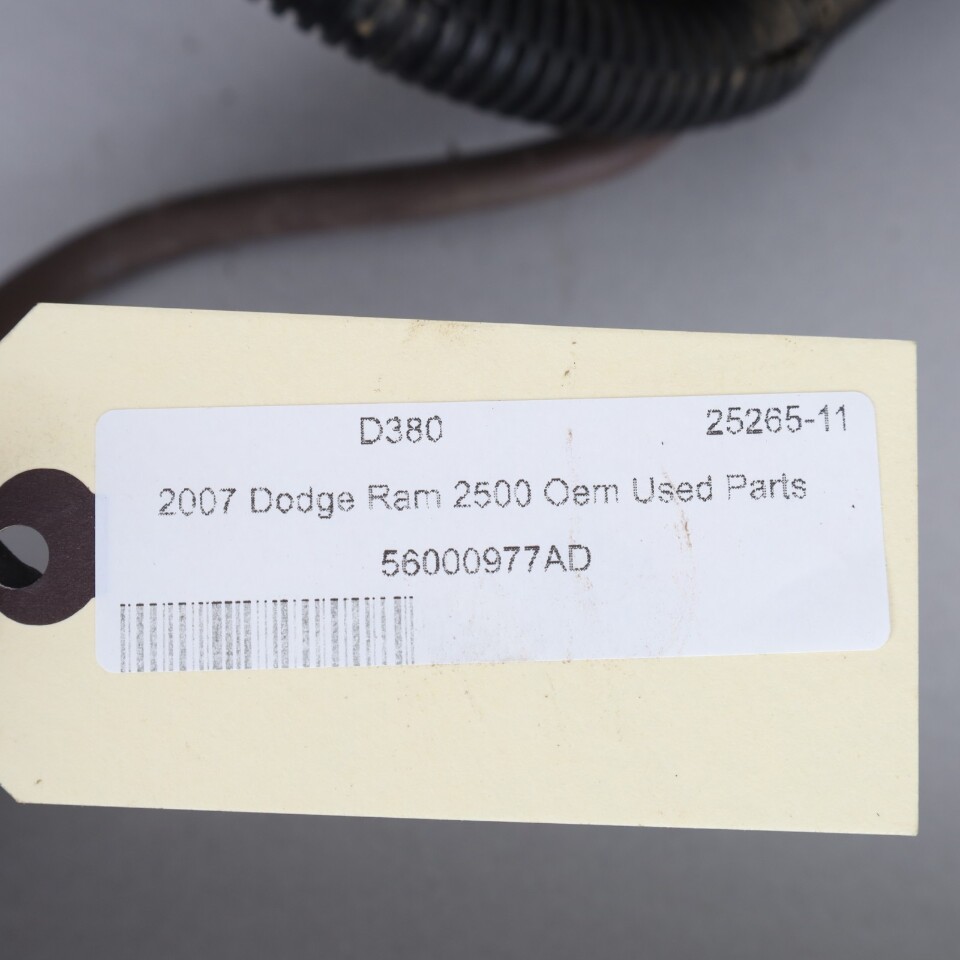 D380 25265-11
2007 Dodge Ram 2500 Oem Used Parts
56000977AD